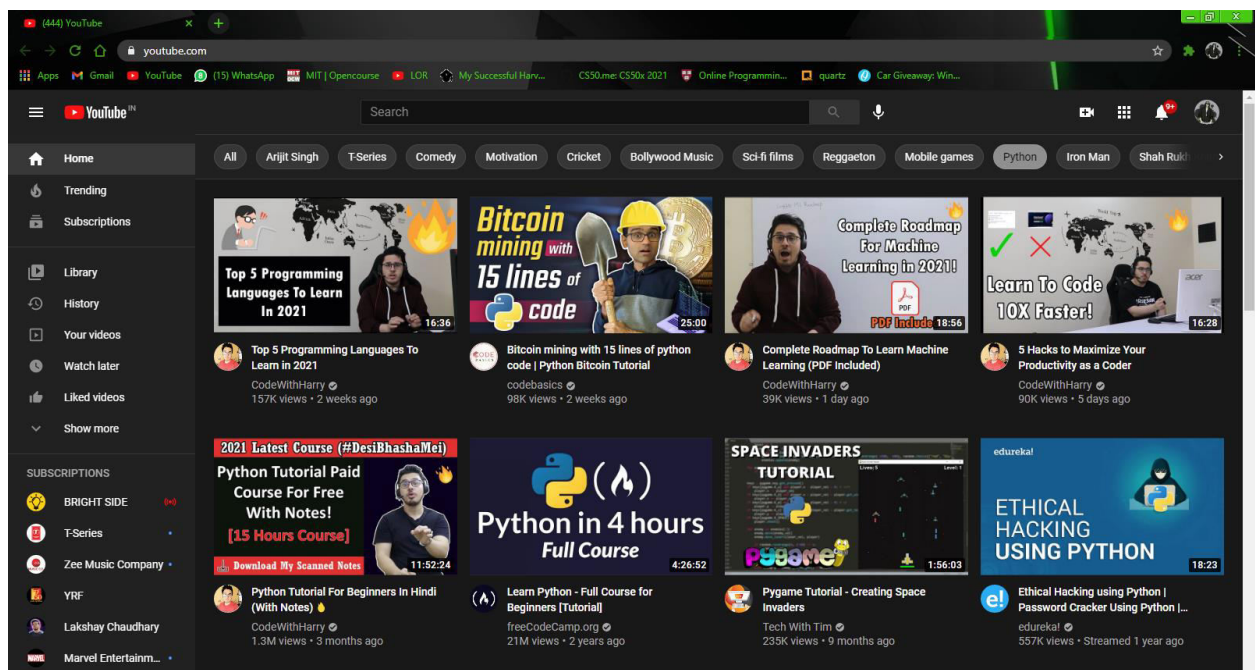 (444) YouTube
youtube.com
Apps Gmail YouTube (15) WhatsApp MIT | Opencourse LOR My Successful Harv... CS50.me: CS50x 2021 Online Programmin... quartz Car Giveaway: Win...
YouTube IN
Search
9+
Home
Trending
Subscriptions
Library
History
Your videos
Watch later
Liked videos
Show more
SUBSCRIPTIONS
BRIGHT SIDE
T-Series
Zee Music Company
YRF
Lakshay Chaudhary
Marvel Entertainm...
All Arijit Singh T-Series Comedy Motivation Cricket Bollywood Music Sci-fi films Reggaeton Mobile games Python Iron Man Shah Rukh
Top 5 Programming
Languages To Learn
In 2021
16:36
Top 5 Programming Languages To
Learn in 2021
CodeWithHarry
157K views • 2 weeks ago
Bitcoin
mining with
15 lines of
code
25:00
CODE
BASICS
Bitcoin mining with 15 lines of python
code | Python Bitcoin Tutorial
codebasics
98K views • 2 weeks ago
Complete Roadmap
For Machine
Learning in 2021!
PDF
PDF Included
18:56
Complete Roadmap To Learn Machine
Learning (PDF Included)
CodeWithHarry
39K views • 1 day ago
acer
Learn To Code
10X Faster!
16:28
5 Hacks to Maximize Your
Productivity as a Coder
CodeWithHarry
90K views • 5 days ago
2021 Latest Course (#DesiBhashaMei)
Python Tutorial Paid
Course For Free
With Notes!
[15 Hours Course]
Download My Scanned Notes
11:52:24
Python Tutorial For Beginners In Hindi
(With Notes)
CodeWithHarry
1.3M views • 3 months ago
Python in 4 hours
Full Course
4:26:52
Learn Python - Full Course for
Beginners [Tutorial]
freeCodeCamp.org
21M views • 2 years ago
SPACE INVADERS
TUTORIAL
Lives: 5 Level: 1
pygame
1:56:03
Pygame Tutorial - Creating Space
Invaders
Tech With Tim
235K views • 9 months ago
edureka!
ETHICAL
HACKING
USING PYTHON
18:23
e!
Ethical Hacking using Python |
Password Cracker Using Python |...
edureka!
557K views • Streamed 1 year ago